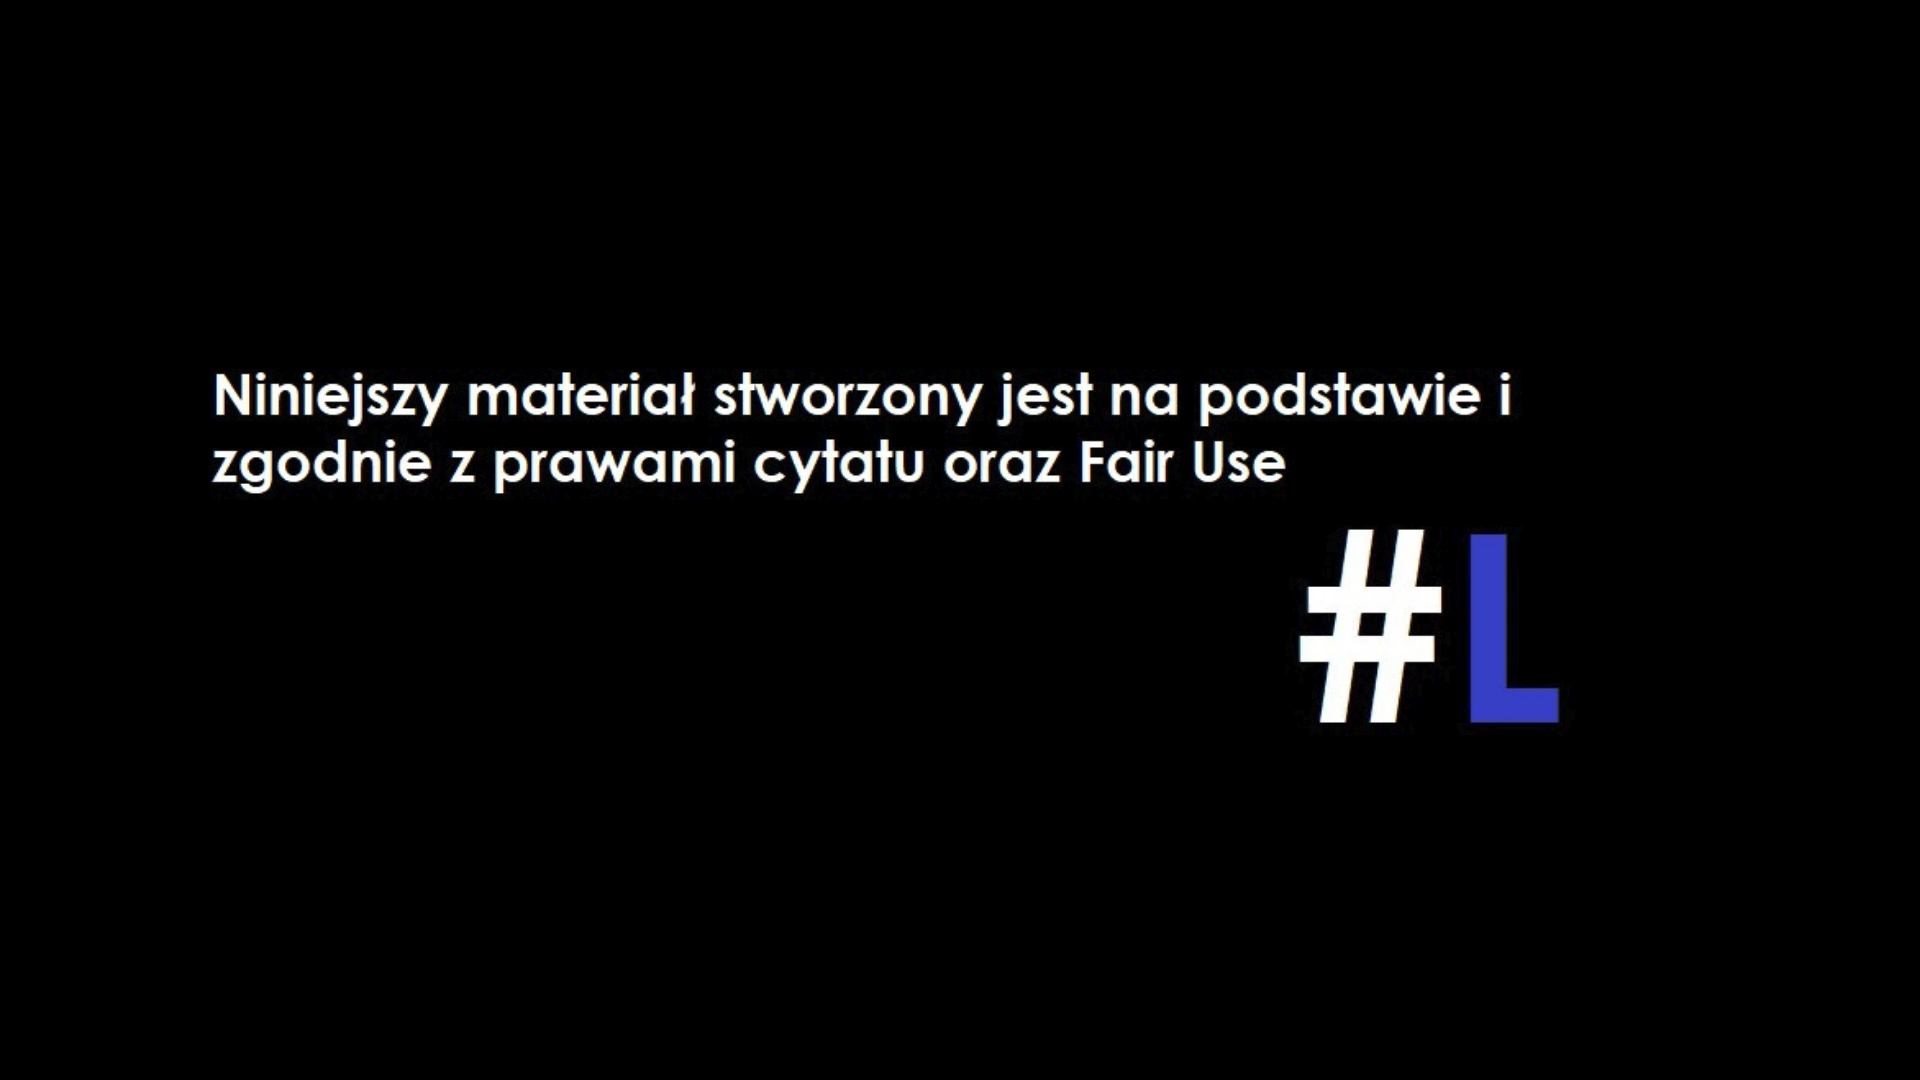 Niniejszy materiał stworzony jest na podstawie i
zgodnie z prawami cytatu oraz Fair Use
#L